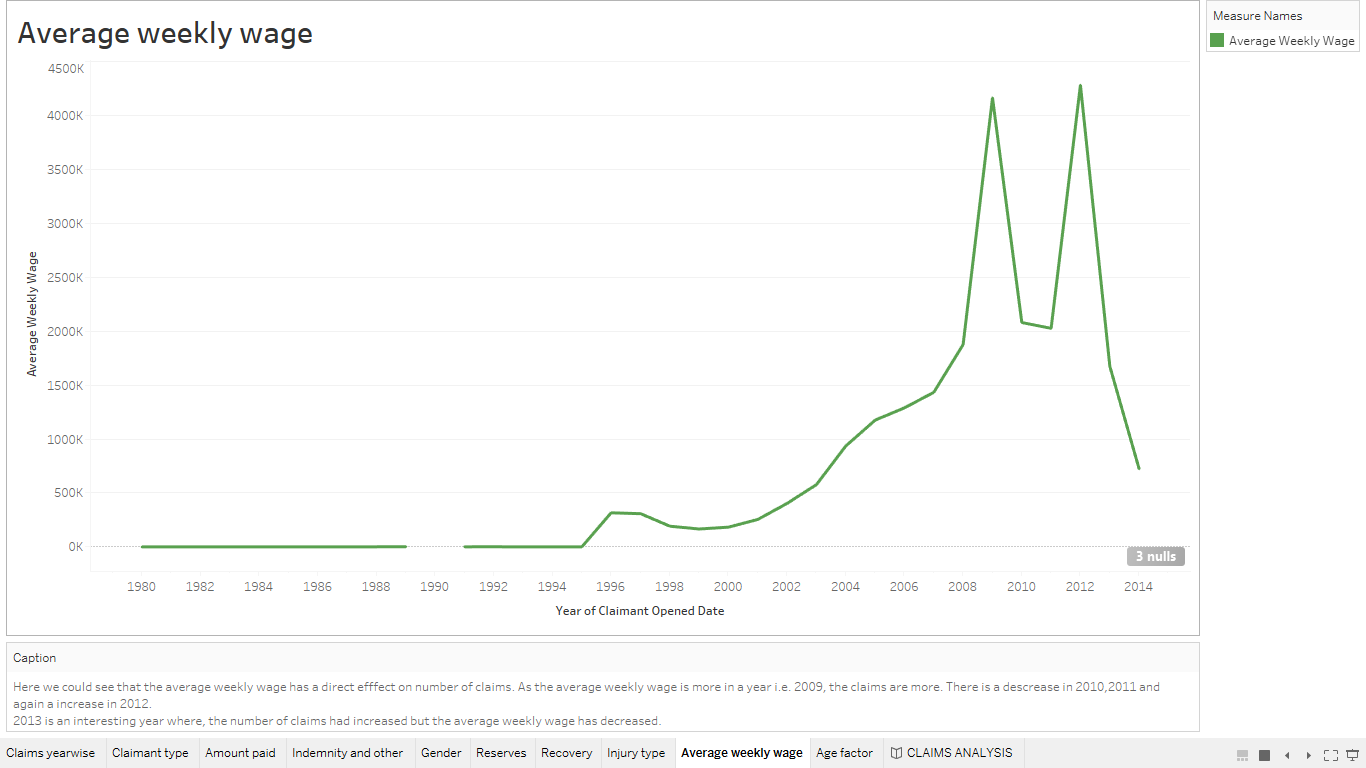 Average weekly wage
Measure Names
Average Weekly Wage
4500K
4000K
3500K
3000K
2500K
2000K
1500K
1000K
500K
0K
Average Weekly Wage
3 nulls
1980 1982 1984 1986 1988 1990 1992 1994 1996 1998 2000 2002 2004 2006 2008 2010 2012 2014
Year of Claimant Opened Date
Caption
Here we could see that the average weekly wage has a direct efffect on number of claims. As the average weekly wage is more in a year i.e. 2009, the claims are more. There is a descrease in 2010,2011 and
again a increase in 2012.
2013 is an interesting year where, the number of claims had increased but the average weekly wage has decreased.
Claims yearwise Claimant type Amount paid Indemnity and other Gender Reserves Recovery Injury type Average weekly wage Age factor CLAIMS ANALYSIS